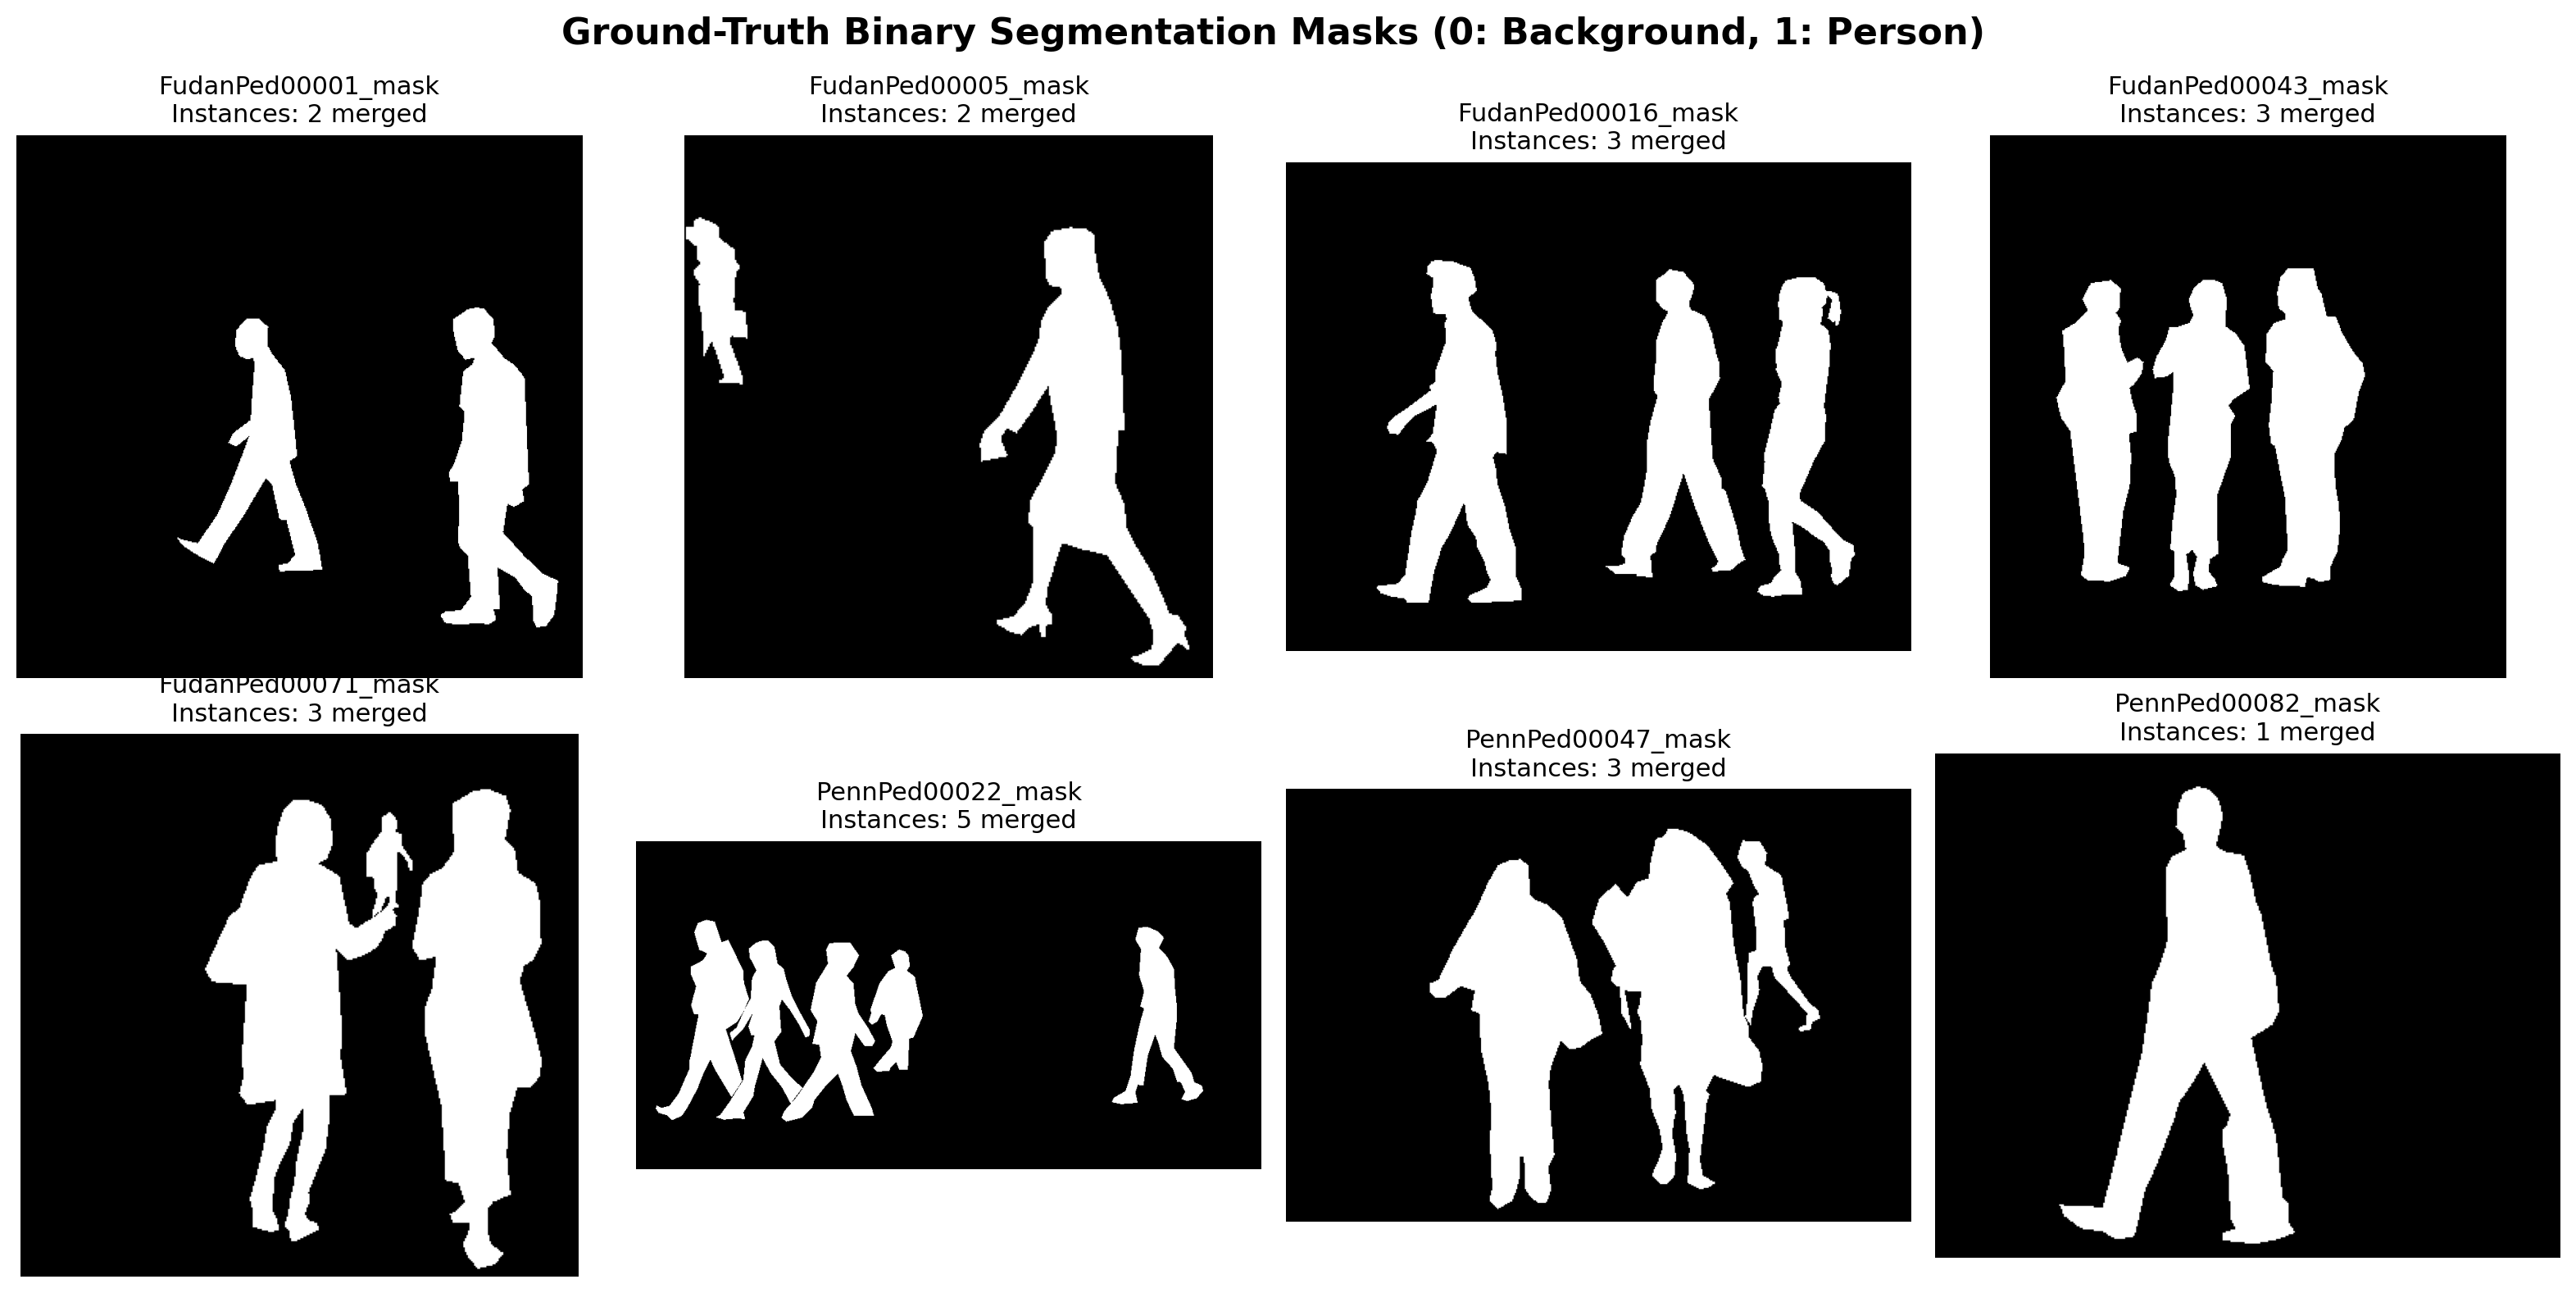 Ground-Truth Binary Segmentation Masks (0: Background, 1: Person)
FudanPed00001_mask
Instances: 2 merged
FudanPed00005_mask
Instances: 2 merged
FudanPed00016_mask
Instances: 3 merged
FudanPed00043_mask
Instances: 3 merged
FudanPed00071_mask
Instances: 3 merged
PennPed00022_mask
Instances: 5 merged
PennPed00047_mask
Instances: 3 merged
PennPed00082_mask
Instances: 1 merged